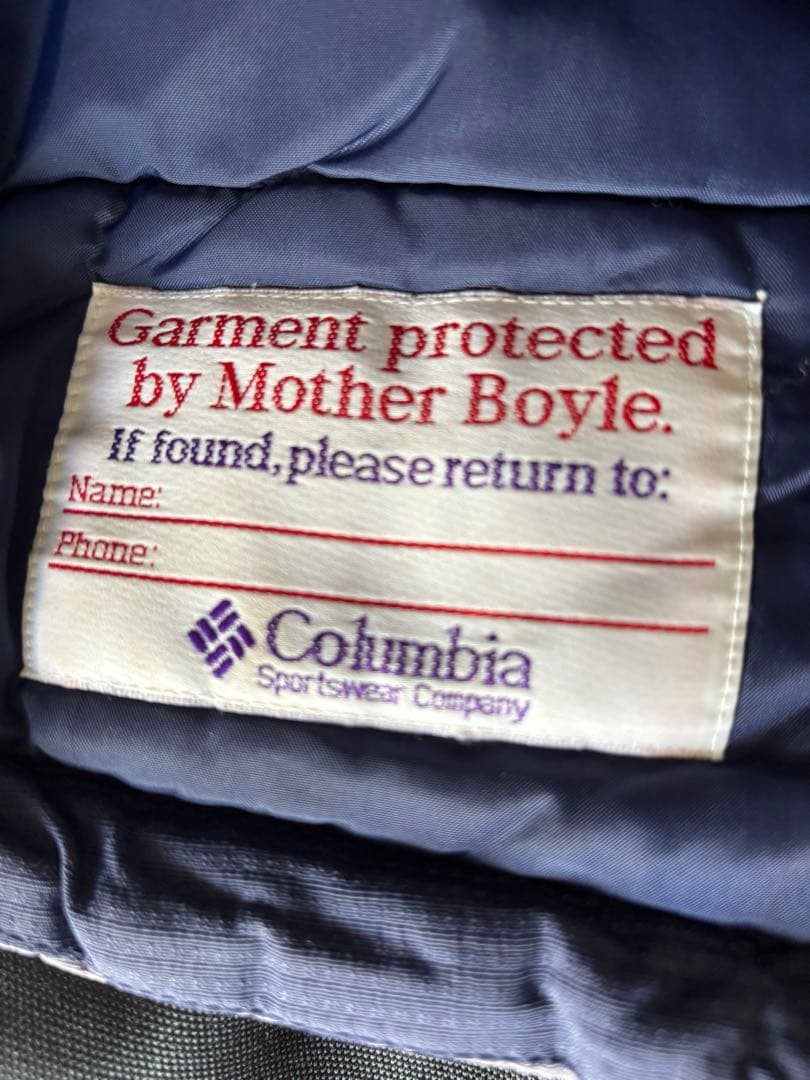 Garment protected
by Mother Boyle.
If found, please return to:
Name:
Phone:
Columbia
Sportswear Company